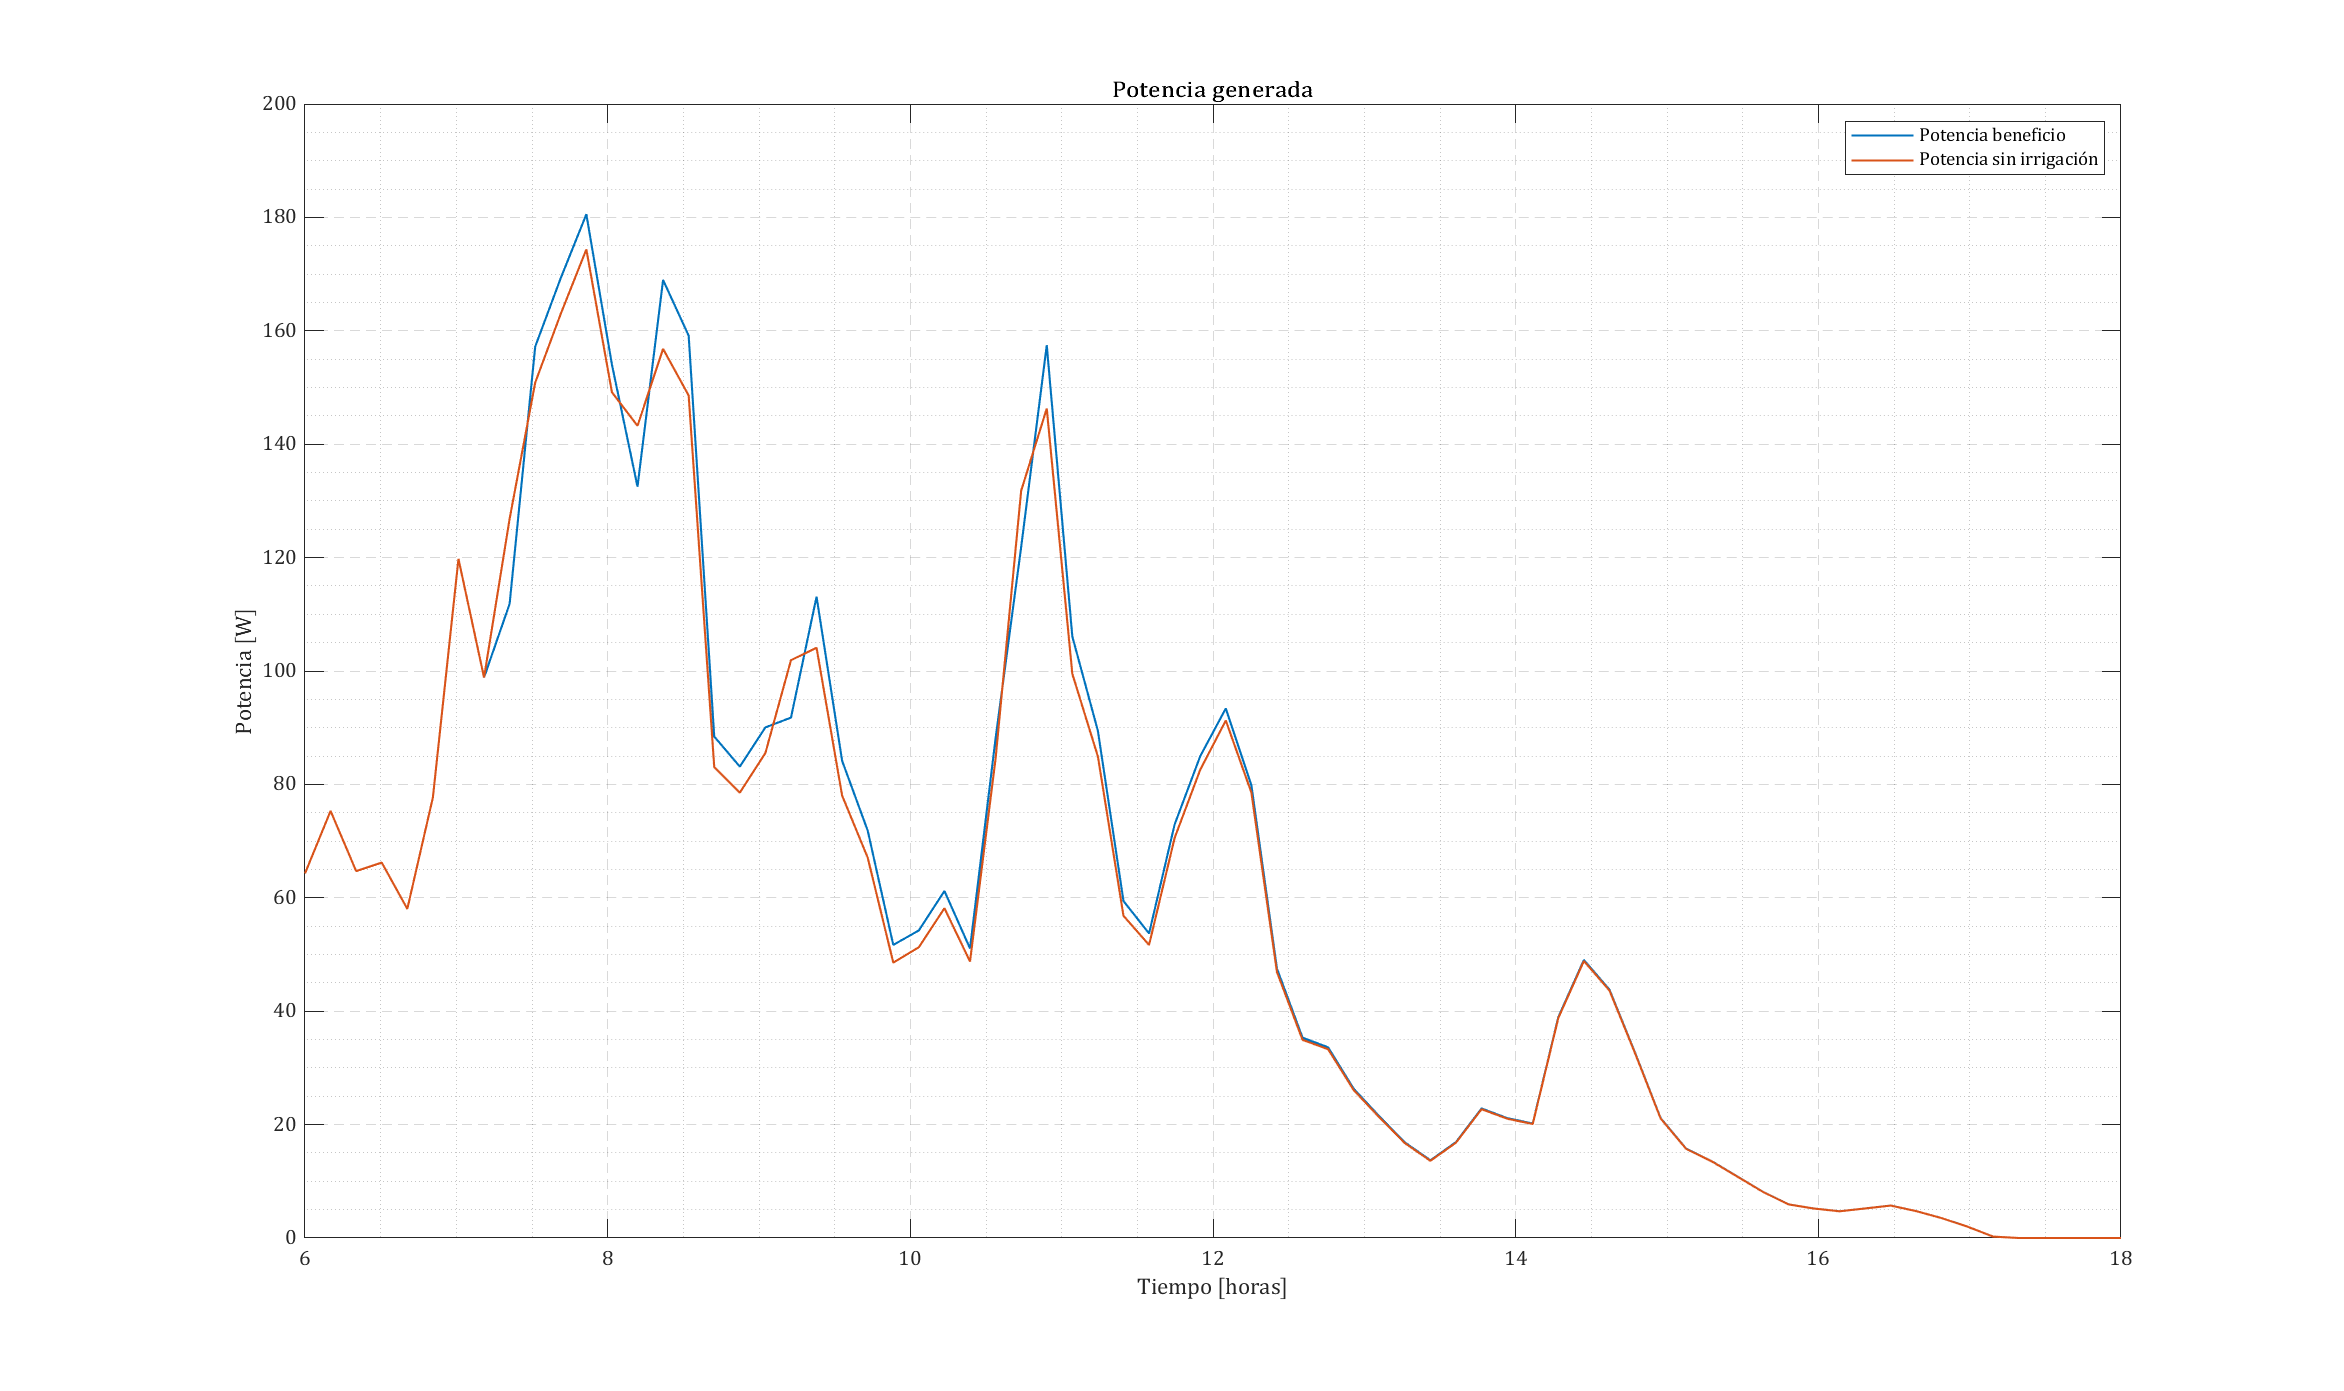 Potencia generada
200
180
160
140
120
100
80
60
40
20
0
Potencia [W]
6 8 10 12 14 16 18
Tiempo [horas]
Potencia beneficio
Potencia sin irrigación